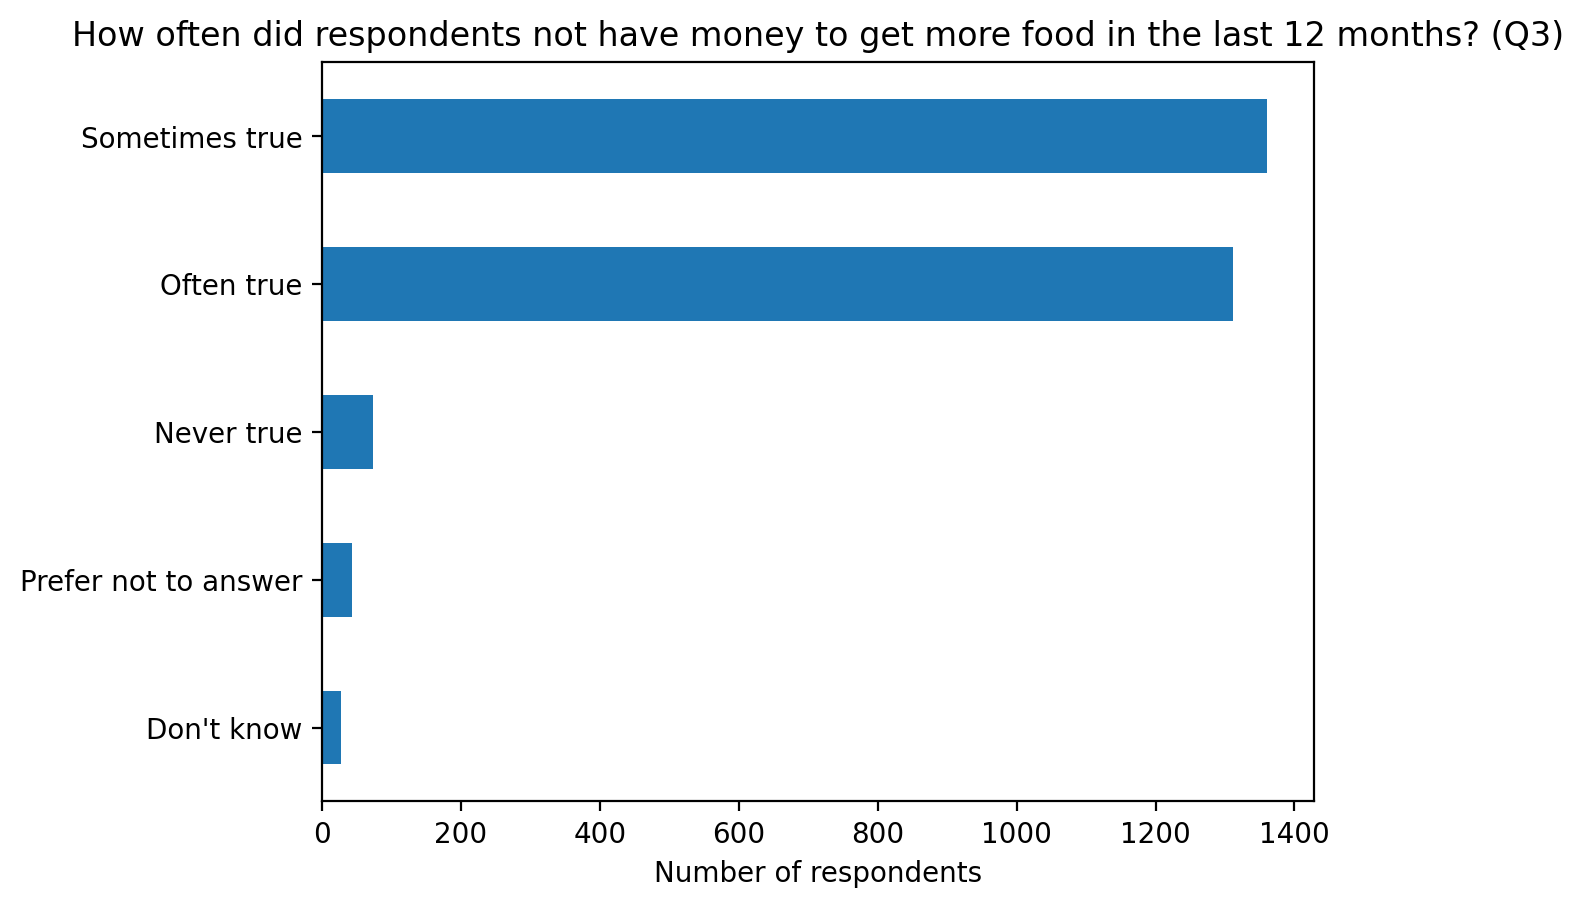 How often did respondents not have money to get more food in the last 12 months? (Q3)
Sometimes true
Often true
Never true
Prefer not to answer
Don't know
0 200 400 600 800 1000 1200 1400
Number of respondents